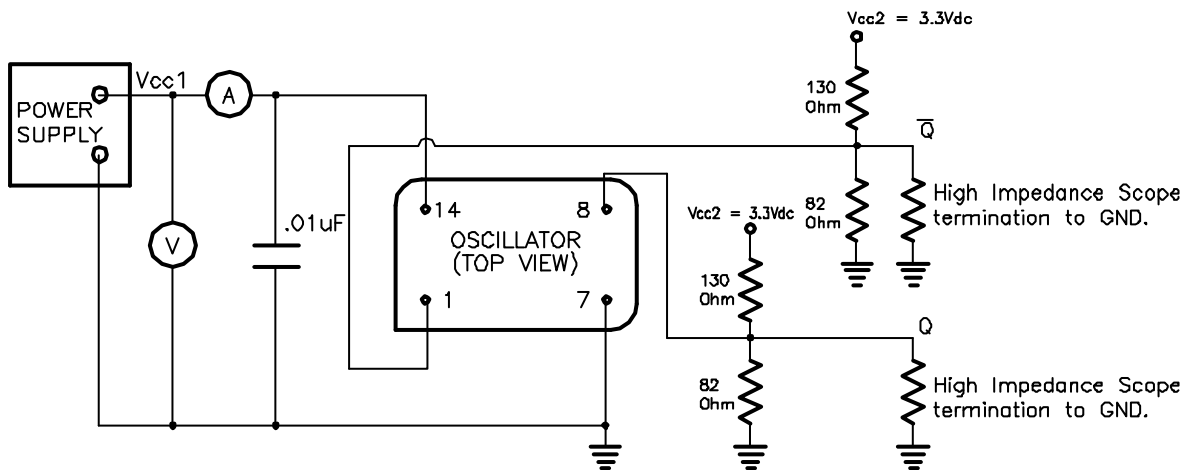 Vcc2 = 3.3Vdc
Vcc1
A
POWER
SUPPLY
130
Ohm
Q
14
8
82
Ohm
High Impedance Scope
termination to GND.
.01uF
V
OSCILLATOR
(TOP VIEW)
Vcc2 = 3.3Vdc
1
7
130
Ohm
Q
82
Ohm
High Impedance Scope
termination to GND.